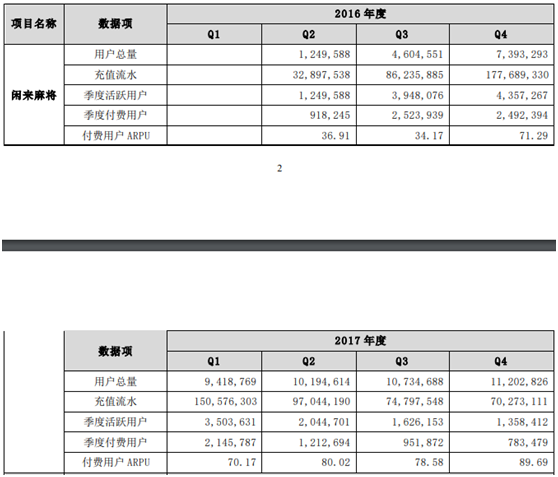 项目名称 数据项 2016 年度
Q1 Q2 Q3 Q4
闲来麻将
用户总量 1,249,588 4,604,551 7,393,293
充值流水 32,897,538 86,235,885 177,689,330
季度活跃用户 1,249,588 3,948,076 4,357,267
季度付费用户 918,245 2,523,939 2,492,394
付费用户 ARPU 36.91 34.17 71.29
2
数据项 2017 年度
Q1 Q2 Q3 Q4
用户总量 9,418,769 10,194,614 10,734,688 11,202,826
充值流水 150,576,303 97,044,190 74,797,548 70,273,111
季度活跃用户 3,503,631 2,044,701 1,626,153 1,358,412
季度付费用户 2,145,787 1,212,694 951,872 783,479
付费用户 ARPU 70.17 80.02 78.58 89.69